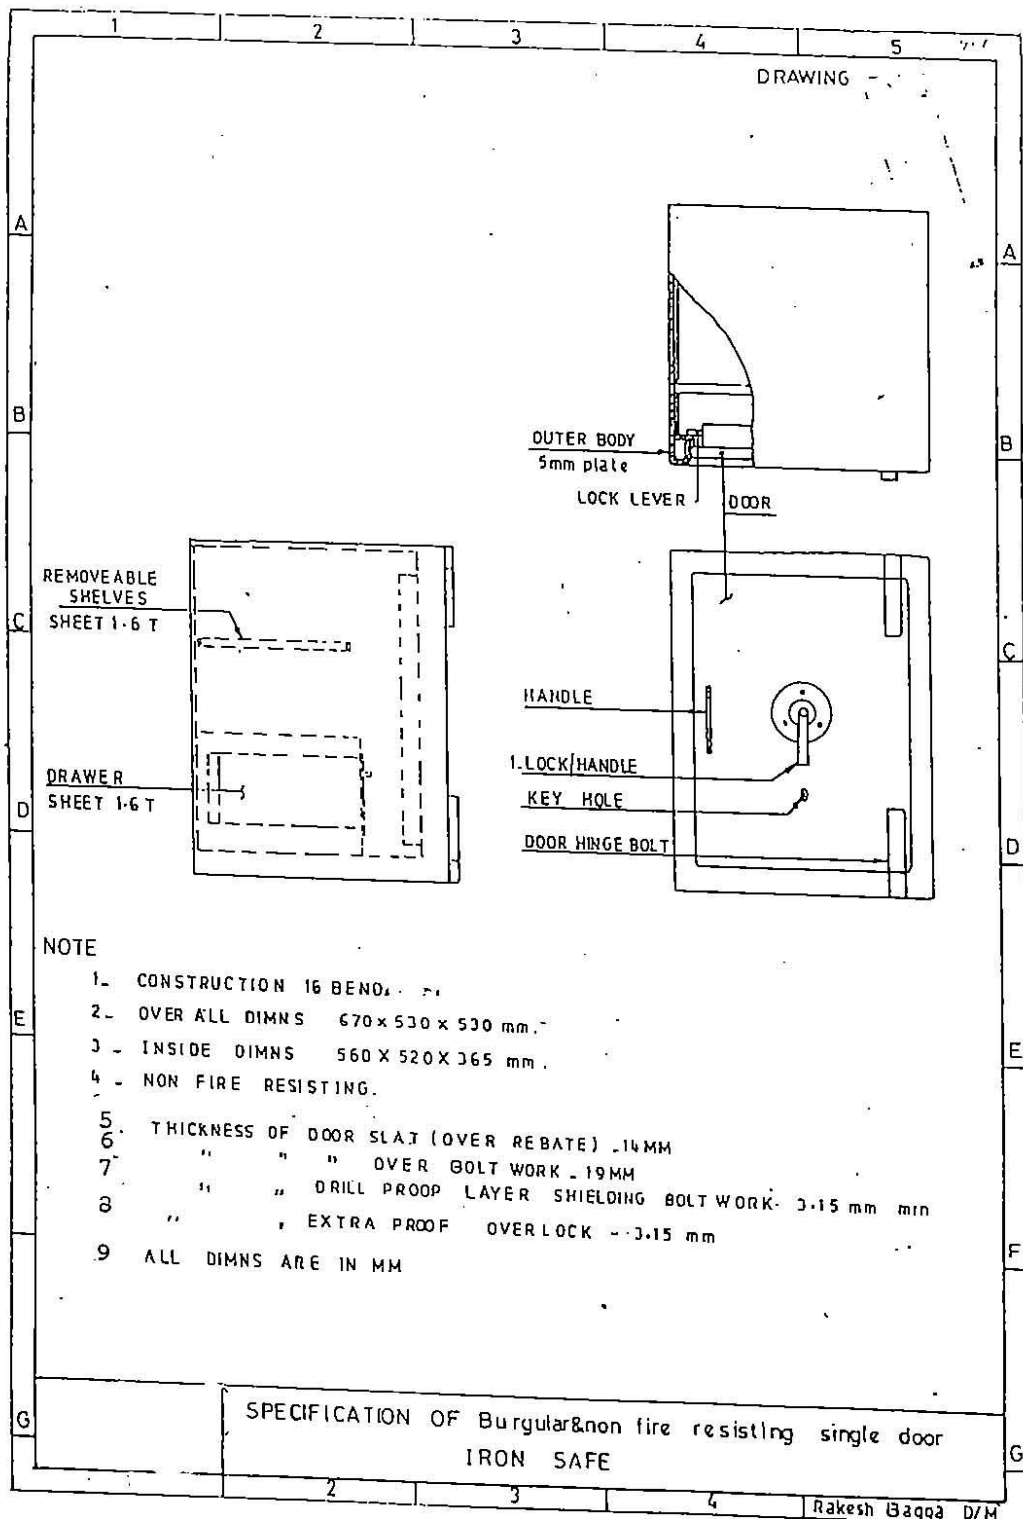 1 2 3 4 5
DRAWING
A A
B B
C C
D D
E E
F
G G
OUTER BODY
5mm plate
LOCK LEVER
DOOR
REMOVEABLE
SHELVES
SHEET 1·6 T
DRAWER
SHEET 1·6 T
HANDLE
1. LOCK/HANDLE
KEY HOLE
DOOR HINGE BOLT
NOTE
1- CONSTRUCTION 16 BEND
2- OVER ALL DIMNS 670 x 530 x 530 mm.
3 - INSIDE DIMNS 560 X 520 X 365 mm.
4 - NON FIRE RESISTING.
5. THICKNESS OF DOOR SLAT (OVER REBATE) - 14MM
6 " " " OVER BOLT WORK - 19MM
7 " " DRILL PROOP LAYER SHIELDING BOLT WORK- 3.15 mm min
8 " " EXTRA PROOF OVERLOCK - 3.15 mm
9 ALL DIMNS ARE IN MM
SPECIFICATION OF Burgular&non fire resisting single door
IRON SAFE
2 3 4
Rakesh Bagga D/M